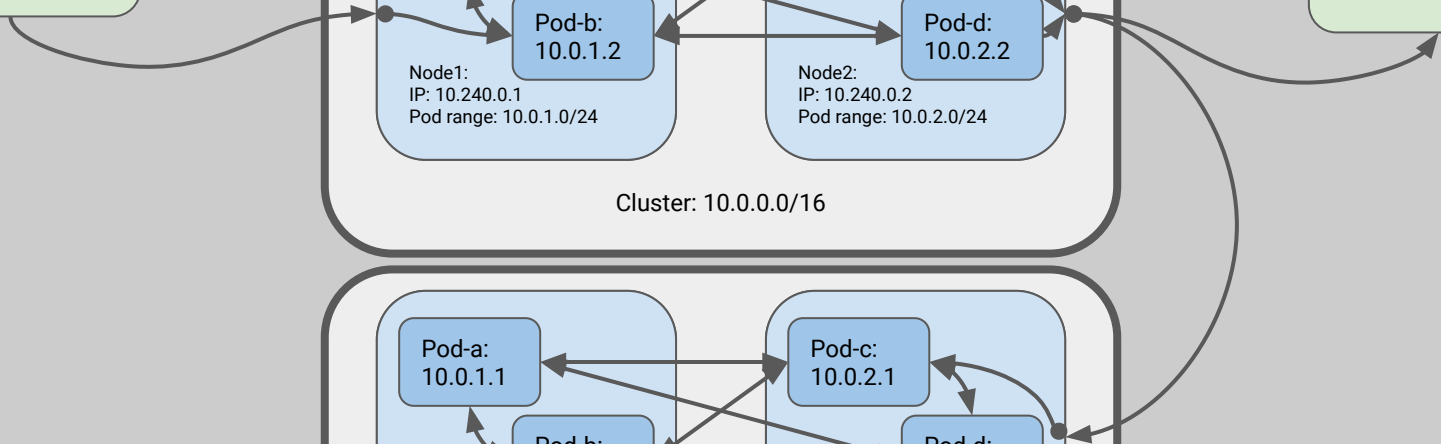 Pod-b:
10.0.1.2
Pod-d:
10.0.2.2
Node1:
IP: 10.240.0.1
Pod range: 10.0.1.0/24
Node2:
IP: 10.240.0.2
Pod range: 10.0.2.0/24
Cluster: 10.0.0.0/16
Pod-a:
10.0.1.1
Pod-c:
10.0.2.1
Pod-b:
Pod-d: